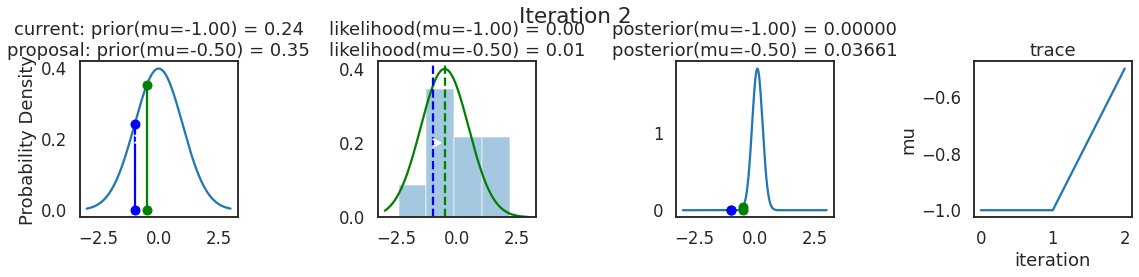 Iteration 2
current: prior(mu=-1.00) = 0.24
proposal: prior(mu=-0.50) = 0.35
likelihood(mu=-1.00) = 0.00
likelihood(mu=-0.50) = 0.01
posterior(mu=-1.00) = 0.00000
posterior(mu=-0.50) = 0.03661
trace
Probability Density
0.4
0.2
0.0
−2.5 0.0 2.5
0.4
0.2
0.0
−2.5 0.0 2.5
1
0
−2.5 0.0 2.5
mu
−0.6
−0.8
−1.0
0 1 2
iteration